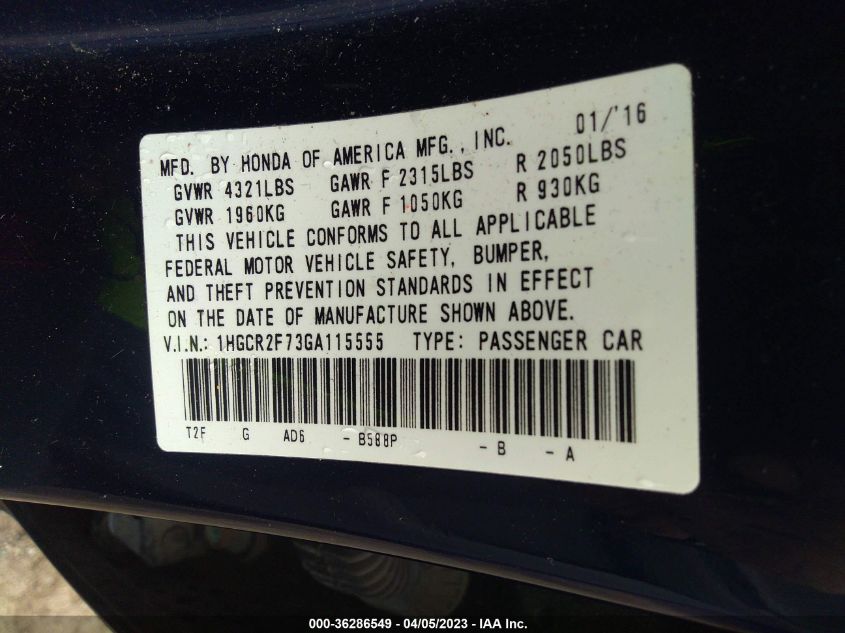 01/'16
MFD. BY HONDA OF AMERICA MFG., INC.
GVWR 4321LBS GAWR F 2315LBS R 2050LBS
GVWR 1960KG GAWR F 1050KG R 930KG
THIS VEHICLE CONFORMS TO ALL APPLICABLE
FEDERAL MOTOR VEHICLE SAFETY, BUMPER,
AND THEFT PREVENTION STANDARDS IN EFFECT
ON THE DATE OF MANUFACTURE SHOWN ABOVE.
V.I.N.: 1HGCR2F73GA115555 TYPE: PASSENGER CAR
T2F G AD6 - B588P - B - A
000-36286549 - 04/05/2023 - IAA Inc.